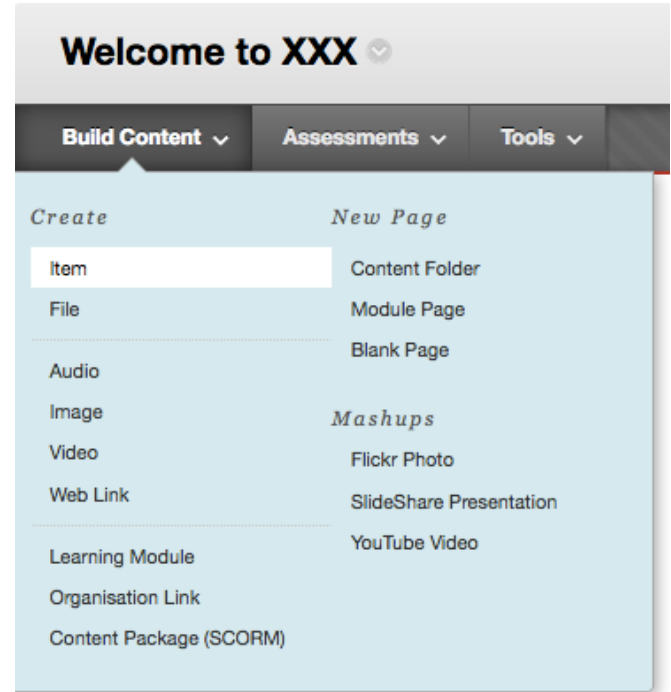 Welcome to XXX
Build Content
Assessments
Tools
Create
Item
File
Audio
Image
Video
Web Link
Learning Module
Organisation Link
Content Package (SCORM)
New Page
Content Folder
Module Page
Blank Page
Mashups
Flickr Photo
SlideShare Presentation
YouTube Video